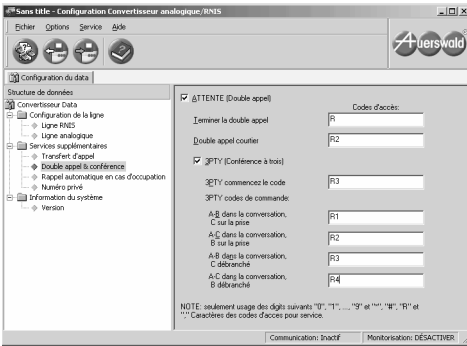 Sans title - Configuration Convertisseur analogique/RNIS
Fichier Options Service Aide
Auerswald
Configuration du data
Structure de données
Convertisseur Data
Configuration de la ligne
Ligne RNIS
Ligne analogique
Services supplémentaires
Transfert d'appel
Double appel & conférence
Rappel automatique en cas d'occupation
Numéro privé
Information du système
Version
ATTENTE (Double appel)
Codes d'accès:
Terminer la double appel R
Double appel courtier R2
3PTY (Conférence à trois)
3PTY commencez le code R3
3PTY codes de commande:
A-B dans la conversation,
C sur la prise R1
A-C dans la conversation,
B sur la prise R2
A-B dans la conversation,
C débranché R3
A-C dans la conversation,
B débranché R4
NOTE: seulement usage des digits suivants "0", "1", ..., "9" et "*", "#", "R" et
"," Caractères des codes d'acces pour service.
Communication: Inactif Monitorisation: DÉSACTIVER